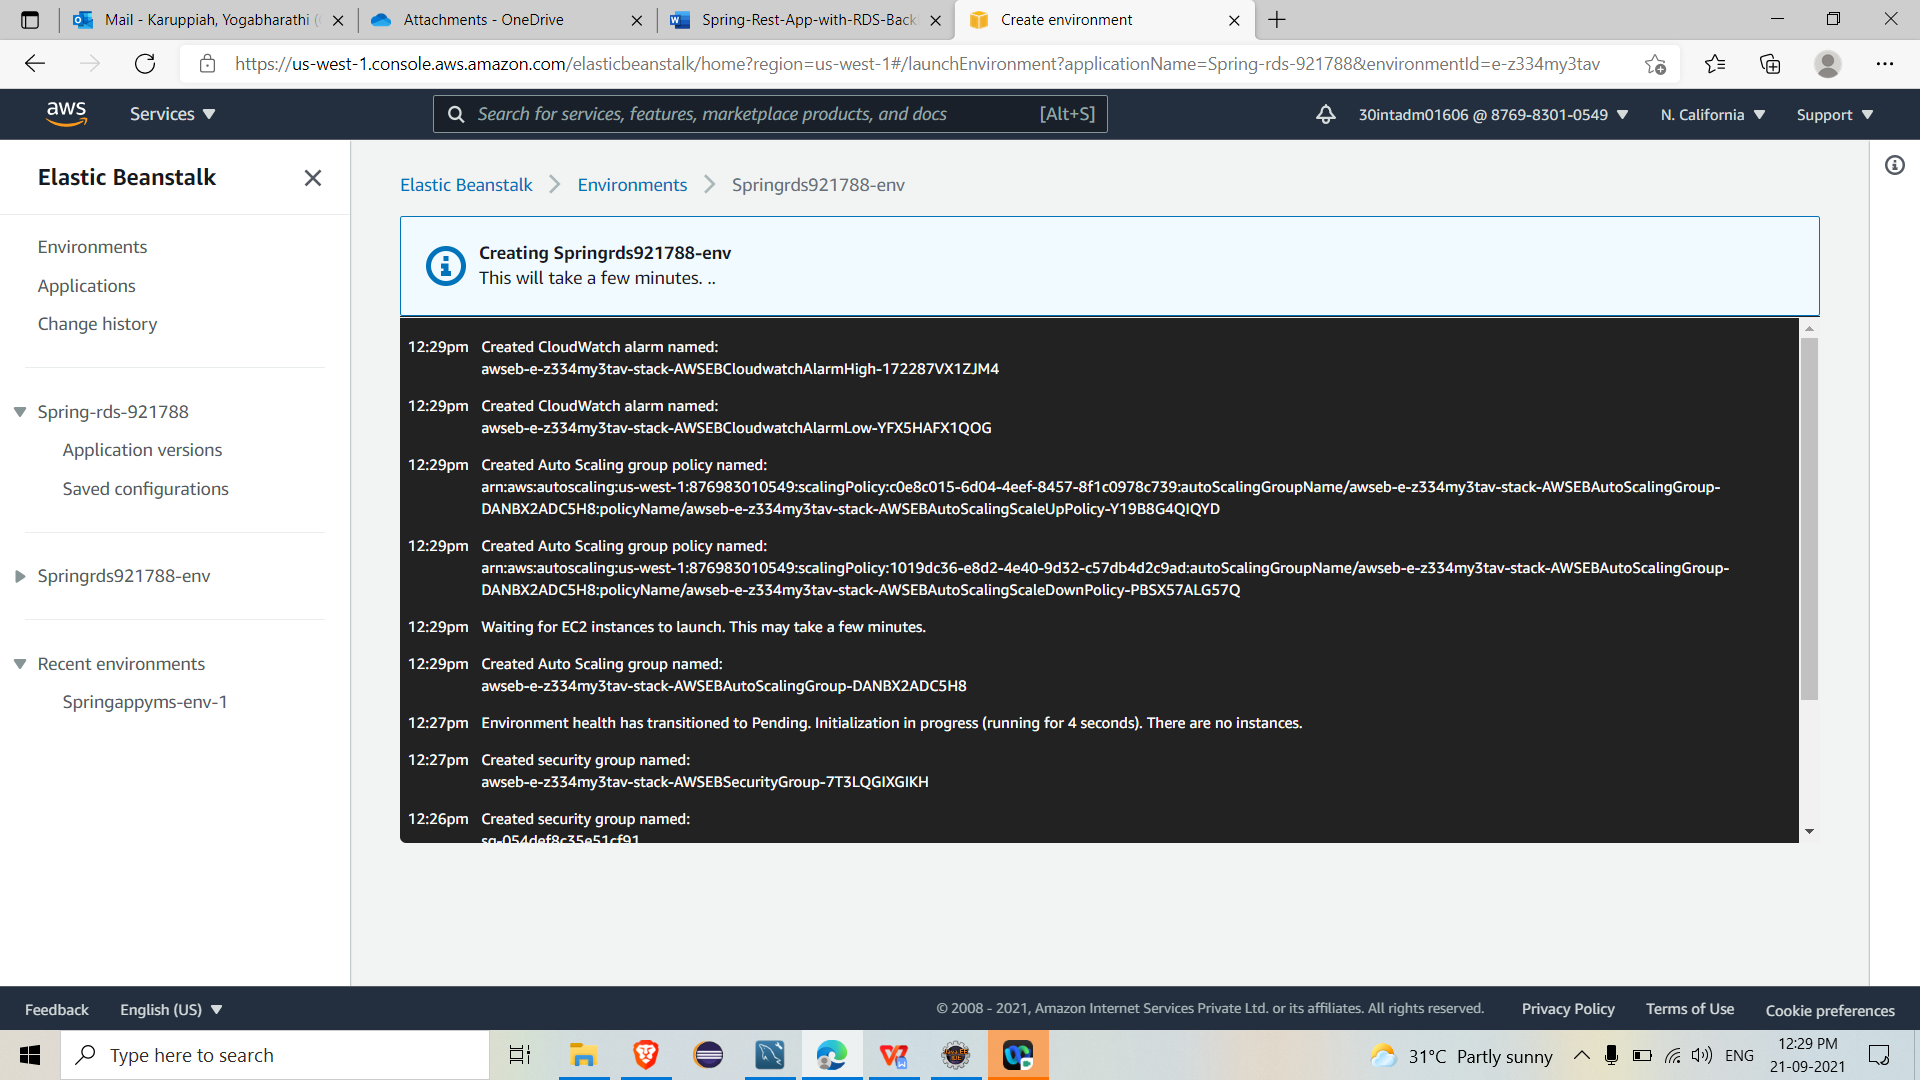 Mail - Karuppiah, Yogabharathi (
Attachments - OneDrive
Spring-Rest-App-with-RDS-Back
Create environment
https://us-west-1.console.aws.amazon.com/elasticbeanstalk/home?region=us-west-1#/launchEnvironment?applicationName=Spring-rds-921788&environmentId=e-z334my3tav
aws
Services
Search for services, features, marketplace products, and docs
[Alt+S]
30intadm01606 @ 8769-8301-0549
N. California
Support
Elastic Beanstalk
Environments
Applications
Change history
Spring-rds-921788
Application versions
Saved configurations
Springrds921788-env
Recent environments
Springappyms-env-1
Elastic Beanstalk > Environments > Springrds921788-env
Creating Springrds921788-env
This will take a few minutes. ..
12:29pm Created CloudWatch alarm named:
awseb-e-z334my3tav-stack-AWSEBCloudwatchAlarmHigh-172287VX1ZJM4
12:29pm Created CloudWatch alarm named:
awseb-e-z334my3tav-stack-AWSEBCloudwatchAlarmLow-YFX5HAFX1QOG
12:29pm Created Auto Scaling group policy named:
arn:aws:autoscaling:us-west-1:876983010549:scalingPolicy:c0e8c015-6d04-4eef-8457-8f1c0978c739:autoScalingGroupName/awseb-e-z334my3tav-stack-AWSEBAutoScalingGroup-
DANBX2ADC5H8:policyName/awseb-e-z334my3tav-stack-AWSEBAutoScalingScaleUpPolicy-Y19B8G4QIQYD
12:29pm Created Auto Scaling group policy named:
arn:aws:autoscaling:us-west-1:876983010549:scalingPolicy:1019dc36-e8d2-4e40-9d32-c57db4d2c9ad:autoScalingGroupName/awseb-e-z334my3tav-stack-AWSEBAutoScalingGroup-
DANBX2ADC5H8:policyName/awseb-e-z334my3tav-stack-AWSEBAutoScalingScaleDownPolicy-PBSX57ALG57Q
12:29pm Waiting for EC2 instances to launch. This may take a few minutes.
12:29pm Created Auto Scaling group named:
awseb-e-z334my3tav-stack-AWSEBAutoScalingGroup-DANBX2ADC5H8
12:27pm Environment health has transitioned to Pending. Initialization in progress (running for 4 seconds). There are no instances.
12:27pm Created security group named:
awseb-e-z334my3tav-stack-AWSEBSecurityGroup-7T3LQGIXGIKH
12:26pm Created security group named:
sg-054def8c35e51cf91
Feedback
English (US)
© 2008 - 2021, Amazon Internet Services Private Ltd. or its affiliates. All rights reserved.
Privacy Policy
Terms of Use
Cookie preferences
Type here to search
31°C Partly sunny
ENG
12:29 PM
21-09-2021